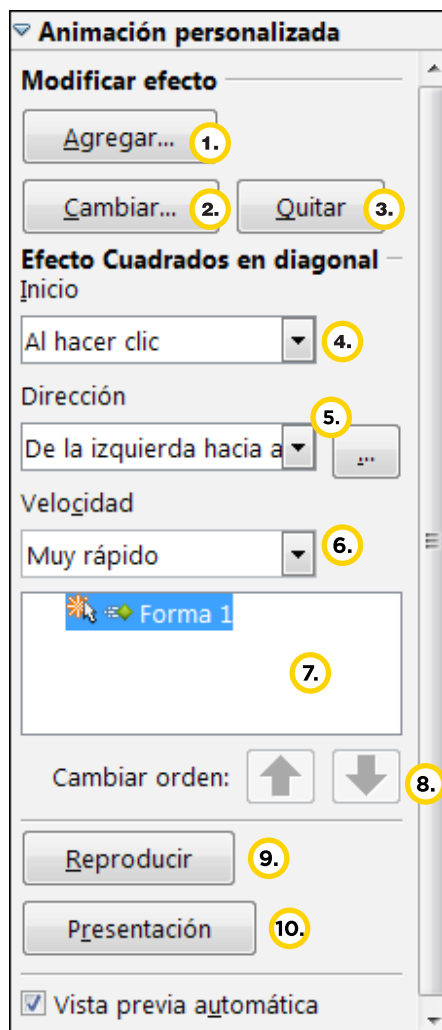 Animación personalizada
Modificar efecto
Agregar... 1.
Cambiar... 2. Quitar 3.
Efecto Cuadrados en diagonal
Inicio
Al hacer clic 4.
Dirección
5.
De la izquierda hacia a ...
Velocidad
Muy rápido 6.
Forma 1
7.
Cambiar orden: 8.
Reproducir 9.
Presentación 10.
Vista previa automática